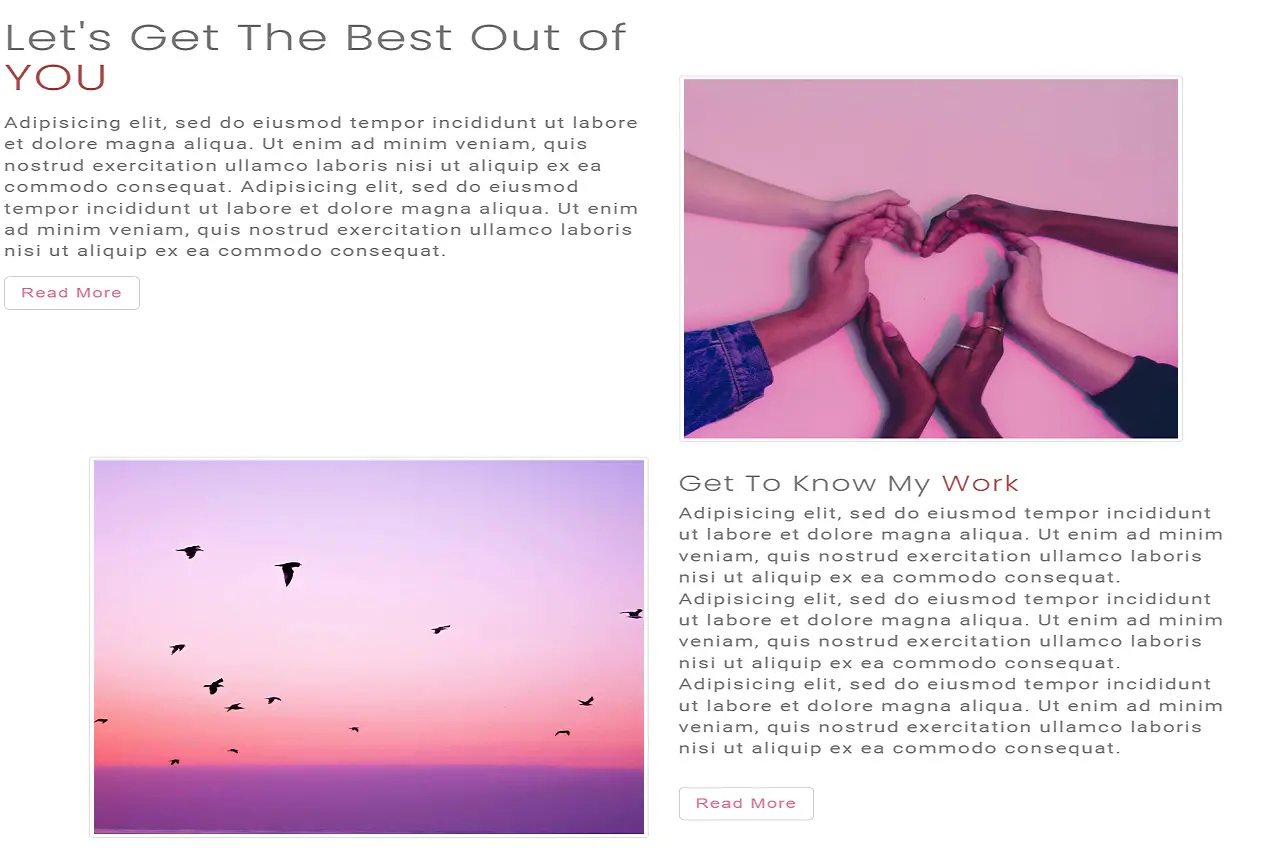 Let's Get The Best Out of
YOU
Adipisicing elit, sed do eiusmod tempor incididunt ut labore
et dolore magna aliqua. Ut enim ad minim veniam, quis
nostrud exercitation ullamco laboris nisi ut aliquip ex ea
commodo consequat. Adipisicing elit, sed do eiusmod
tempor incididunt ut labore et dolore magna aliqua. Ut enim
ad minim veniam, quis nostrud exercitation ullamco laboris
nisi ut aliquip ex ea commodo consequat.
Read More
Get To Know My Work
Adipisicing elit, sed do eiusmod tempor incididunt
ut labore et dolore magna aliqua. Ut enim ad minim
veniam, quis nostrud exercitation ullamco laboris
nisi ut aliquip ex ea commodo consequat.
Adipisicing elit, sed do eiusmod tempor incididunt
ut labore et dolore magna aliqua. Ut enim ad minim
veniam, quis nostrud exercitation ullamco laboris
nisi ut aliquip ex ea commodo consequat.
Adipisicing elit, sed do eiusmod tempor incididunt
ut labore et dolore magna aliqua. Ut enim ad minim
veniam, quis nostrud exercitation ullamco laboris
nisi ut aliquip ex ea commodo consequat.
Read More